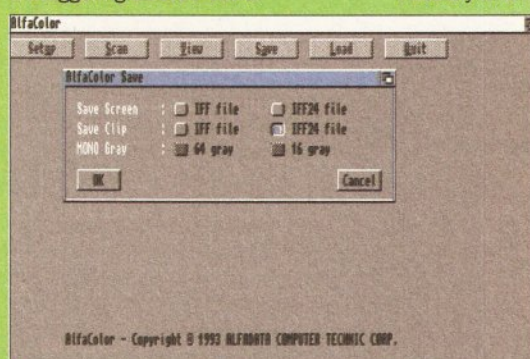 AlfaColor
Setup Scan View Save Load Quit
AlfaColor Save
Save Screen : IFF file IFF24 file
Save Clip : IFF file IFF24 file
MONO Gray : 64 gray 16 gray
OK Cancel
AlfaColor - Copyright © 1993 ALFADATA COMPUTER TECHNIC CORP.